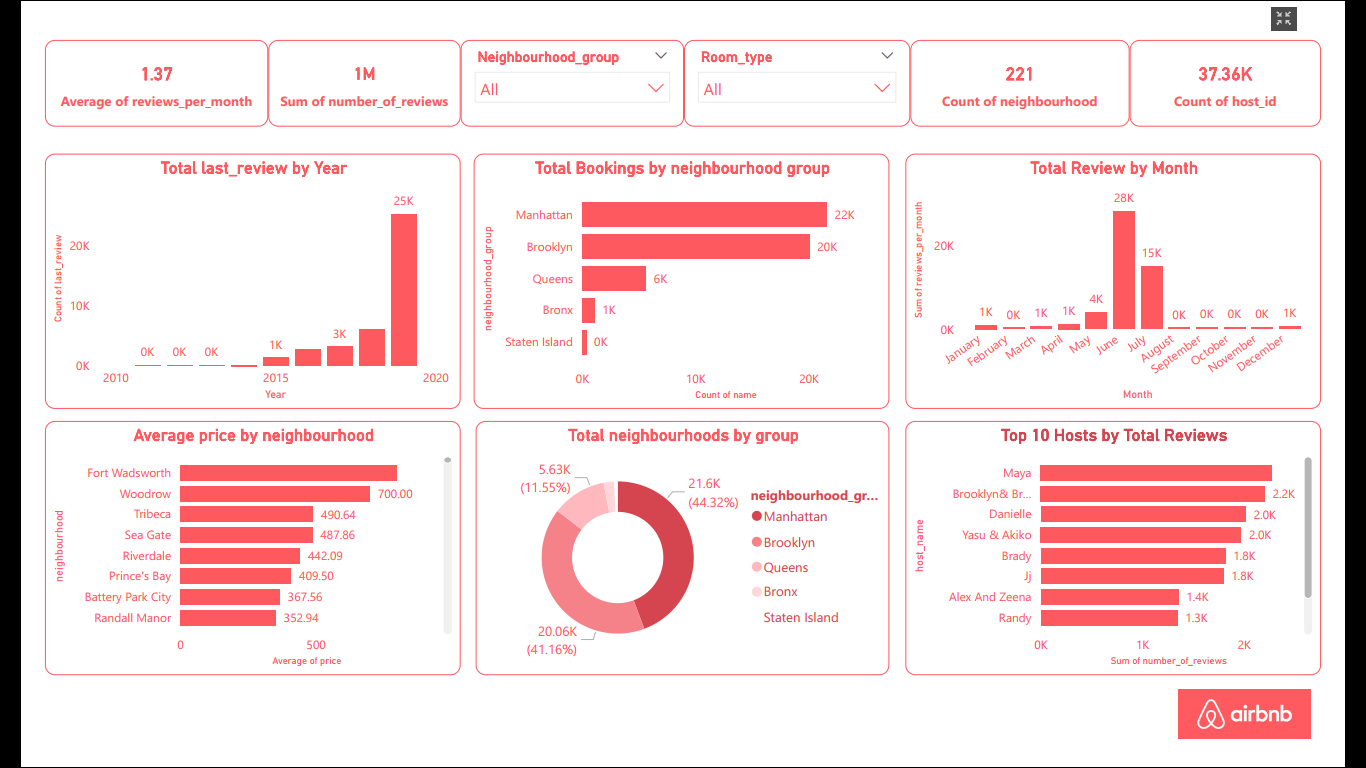 1.37
Average of reviews_per_month
1M
Sum of number_of_reviews
Neighbourhood_group
All
Room_type
All
221
Count of neighbourhood
37.36K
Count of host_id
Total last_review by Year
Count of last_review
20K
10K
0K
0K
0K
0K
1K
3K
25K
2010
2015
2020
Year
Total Bookings by neighbourhood group
neighbourhood_group
Manhattan 22K
Brooklyn 20K
Queens 6K
Bronx 1K
Staten Island 0K
0K 10K 20K
Count of name
Total Review by Month
Sum of reviews_per_month
20K
0K
1K
0K
1K
1K
4K
28K
15K
0K
0K
0K
0K
1K
January
February
March
April
May
June
July
August
September
October
November
December
Month
Average price by neighbourhood
neighbourhood
Fort Wadsworth
Woodrow 700.00
Tribeca 490.64
Sea Gate 487.86
Riverdale 442.09
Prince's Bay 409.50
Battery Park City 367.56
Randall Manor 352.94
0 500
Average of price
Total neighbourhoods by group
5.63K
(11.55%)
21.6K
(44.32%)
20.06K
(41.16%)
neighbourhood_gr...
Manhattan
Brooklyn
Queens
Bronx
Staten Island
Top 10 Hosts by Total Reviews
host_name
Maya
Brooklyn& Br... 2.2K
Danielle 2.0K
Yasu & Akiko 2.0K
Brady 1.8K
Jj 1.8K
Alex And Zeena 1.4K
Randy 1.3K
0K 1K 2K
Sum of number_of_reviews
airbnb